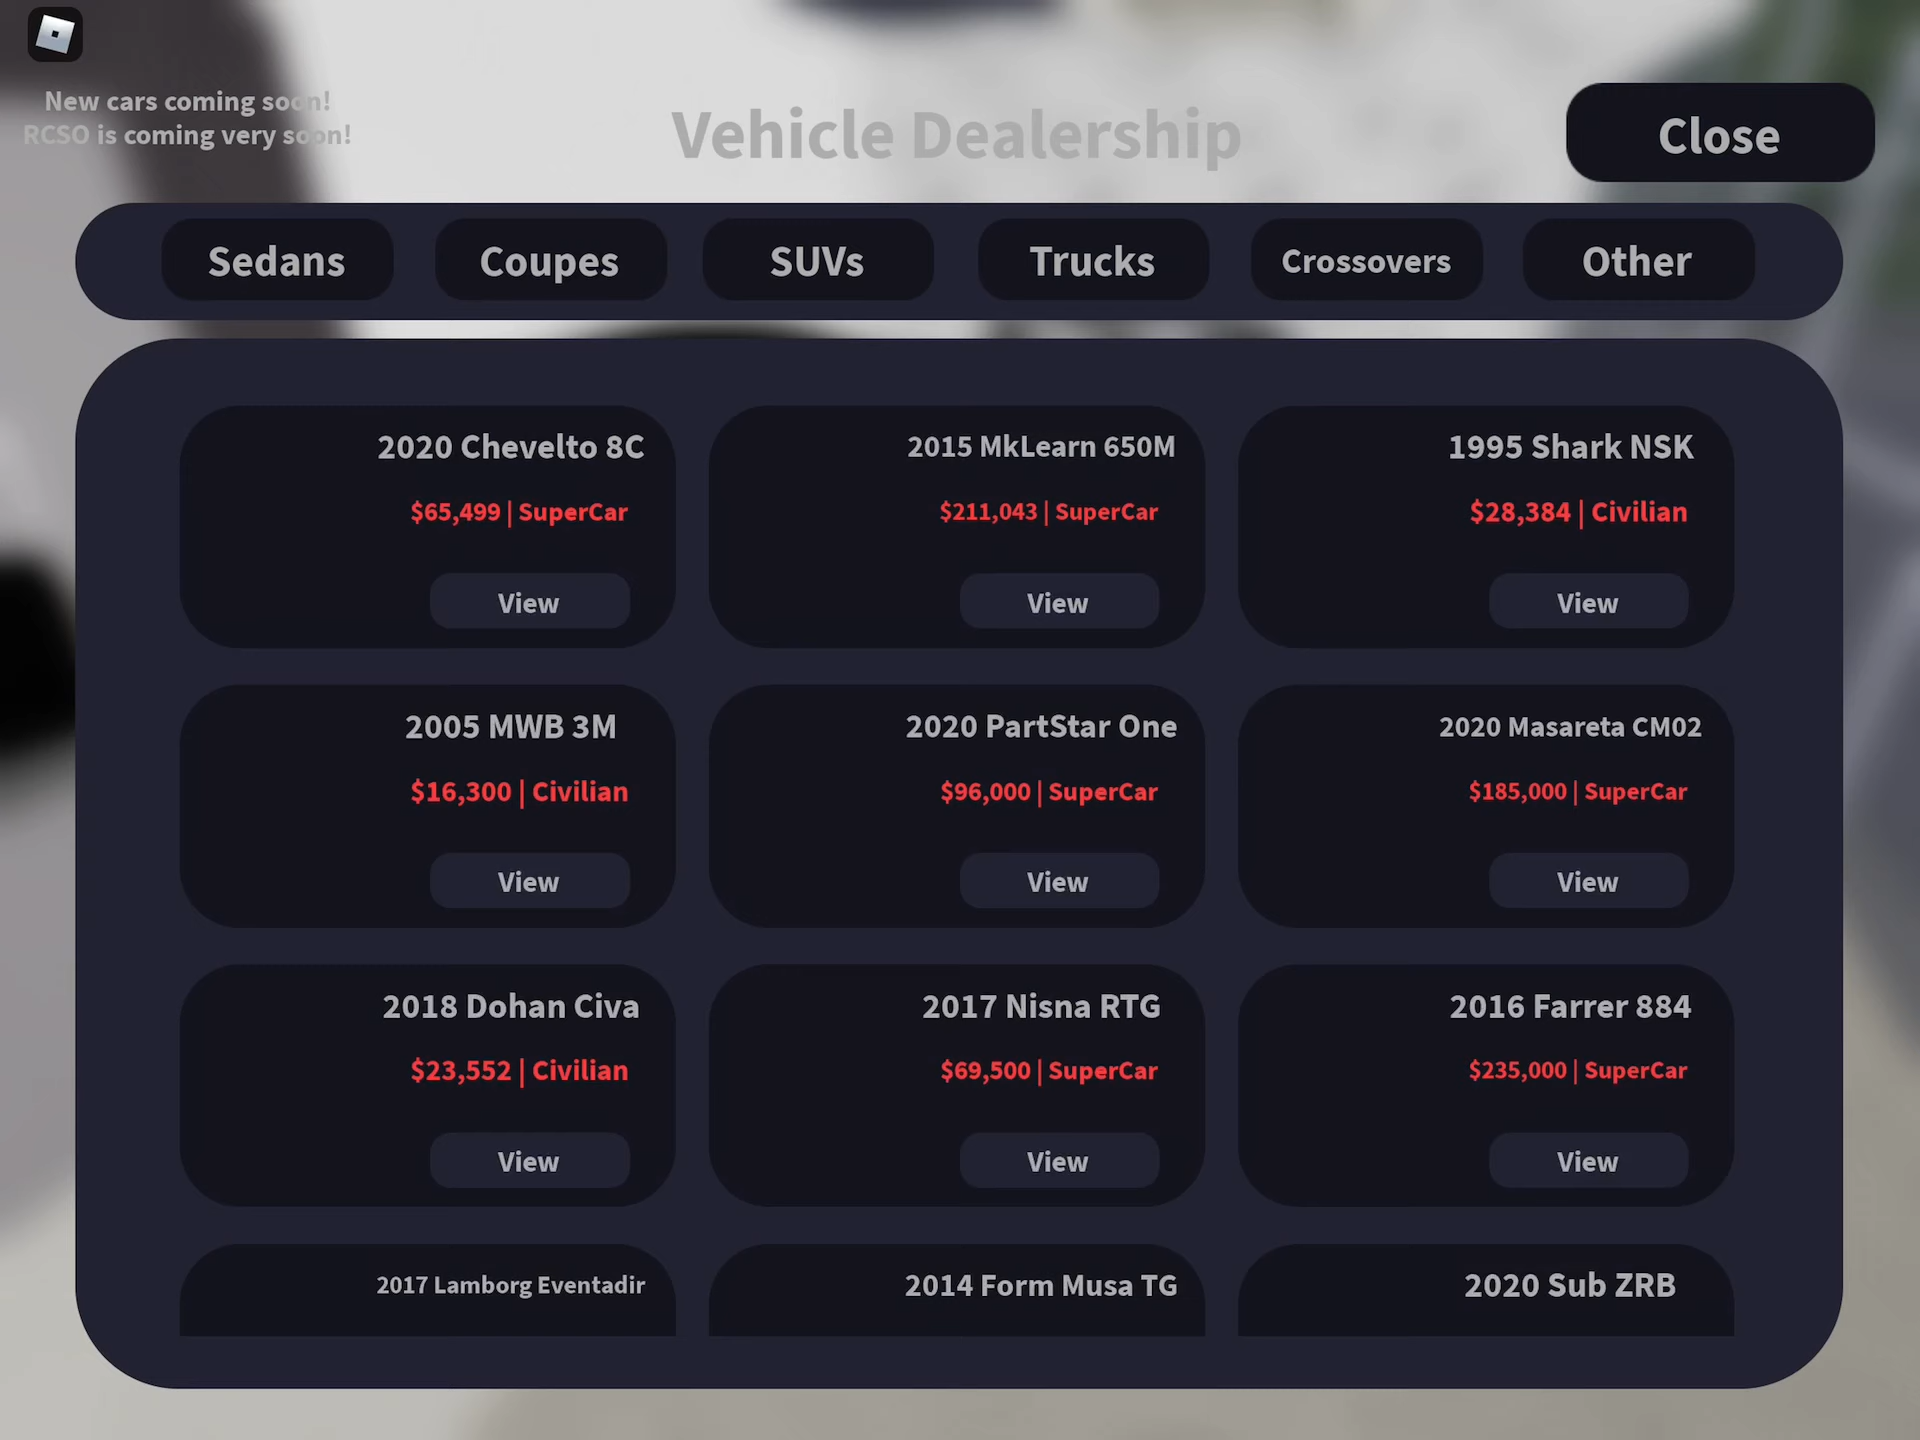 New cars coming soon!
RCSO is coming very soon!
Vehicle Dealership
Close
Sedans
Coupes
SUVs
Trucks
Crossovers
Other
2020 Chevelto 8C
$65,499 | SuperCar
View
2015 MkLearn 650M
$211,043 | SuperCar
View
1995 Shark NSK
$28,384 | Civilian
View
2005 MWB 3M
$16,300 | Civilian
View
2020 PartStar One
$96,000 | SuperCar
View
2020 Masareta CM02
$185,000 | SuperCar
View
2018 Dohan Civa
$23,552 | Civilian
View
2017 Nisna RTG
$69,500 | SuperCar
View
2016 Farrer 884
$235,000 | SuperCar
View
2017 Lamborg Eventadir
2014 Form Musa TG
2020 Sub ZRB